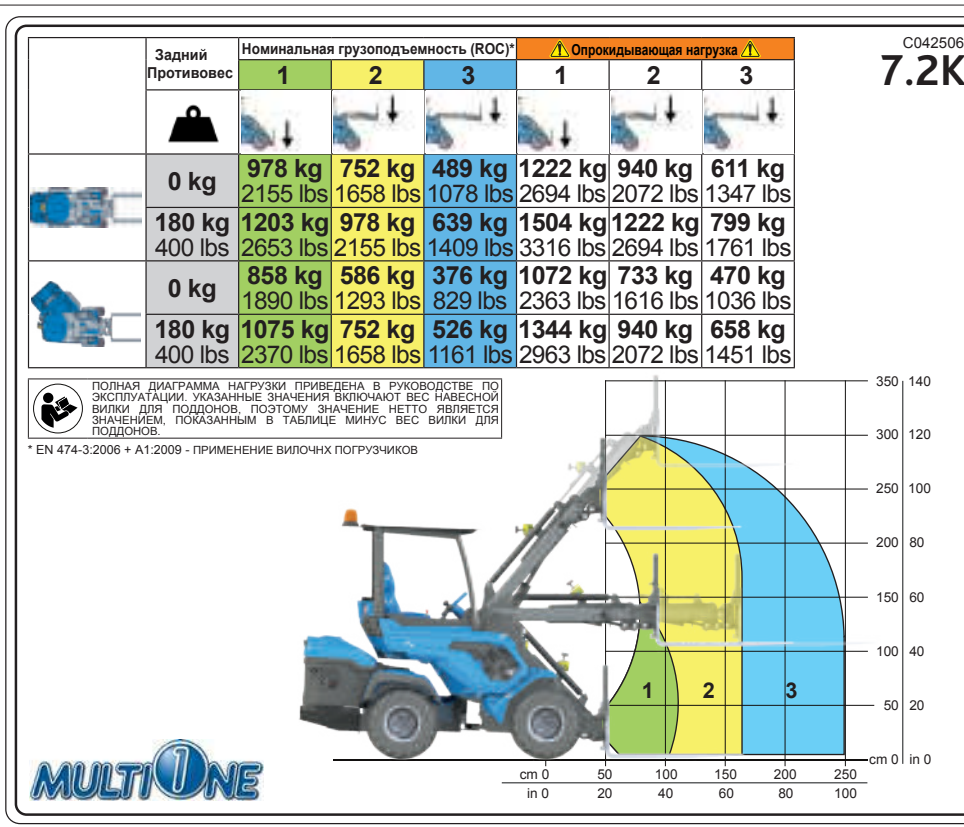 C042506
7.2K
Задний Противовес
Номинальная грузоподъемность (ROC)*
Опрокидывающая нагрузка
1 2 3 1 2 3
0 kg 978 kg 752 kg 489 kg 1222 kg 940 kg 611 kg
2155 lbs 1658 lbs 1078 lbs 2694 lbs 2072 lbs 1347 lbs
180 kg 1203 kg 978 kg 639 kg 1504 kg 1222 kg 799 kg
400 lbs 2653 lbs 2155 lbs 1409 lbs 3316 lbs 2694 lbs 1761 lbs
0 kg 858 kg 586 kg 376 kg 1072 kg 733 kg 470 kg
1890 lbs 1293 lbs 829 lbs 2363 lbs 1616 lbs 1036 lbs
180 kg 1075 kg 752 kg 526 kg 1344 kg 940 kg 658 kg
400 lbs 2370 lbs 1658 lbs 1161 lbs 2963 lbs 2072 lbs 1451 lbs
ПОЛНАЯ ДИАГРАММА НАГРУЗКИ ПРИВЕДЕНА В РУКОВОДСТВЕ ПО
ЭКСПЛУАТАЦИИ. УКАЗАННЫЕ ЗНАЧЕНИЯ ВКЛЮЧАЮТ ВЕС НАВЕСНОЙ
ВИЛКИ ДЛЯ ПОДДОНОВ, ПОЭТОМУ ЗНАЧЕНИЕ НЕТТО ЯВЛЯЕТСЯ
ЗНАЧЕНИЕМ, ПОКАЗАННЫМ В ТАБЛИЦЕ МИНУС ВЕС ВИЛКИ ДЛЯ
ПОДДОНОВ.
* EN 474-3:2006 + A1:2009 - ПРИМЕНЕНИЕ ВИЛОЧНХ ПОГРУЗЧИКОВ
350 140
300 120
250 100
200 80
150 60
100 40
50 20
cm 0 in 0
1 2 3
cm 0 50 100 150 200 250
in 0 20 40 60 80 100
MULTIONE